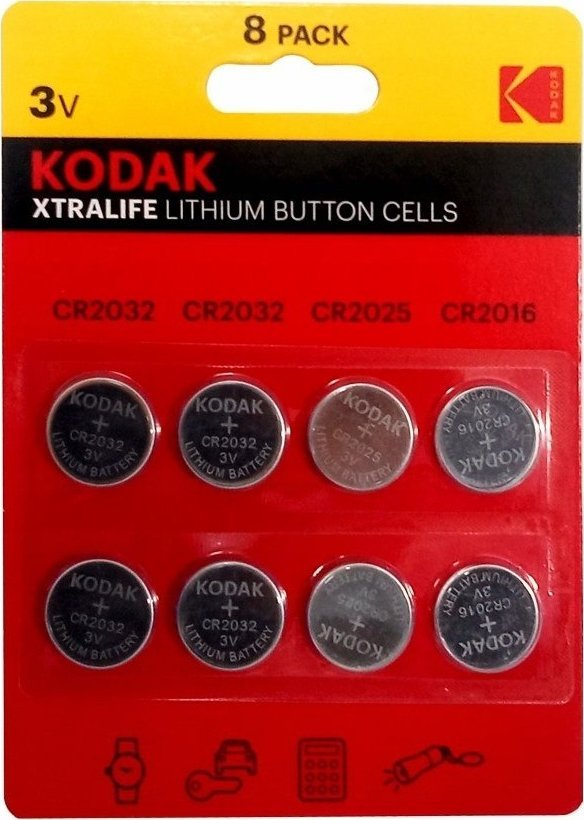 8 PACK
3V
KODAK
KODAK
XTRALIFE LITHIUM BUTTON CELLS
CR2032 CR2032 CR2025 CR2016
KODAK
+
CR2032
3V
LITHIUM BATTERY
KODAK
+
CR2032
3V
LITHIUM BATTERY
KODAK
+
CR2025
3V
LITHIUM BATTERY
KODAK
+
CR2016
3V
LITHIUM BATTERY
KODAK
+
CR2032
3V
LITHIUM BATTERY
KODAK
+
CR2032
3V
LITHIUM BATTERY
KODAK
+
CR2025
3V
LITHIUM BATTERY
KODAK
+
CR2016
3V
LITHIUM BATTERY